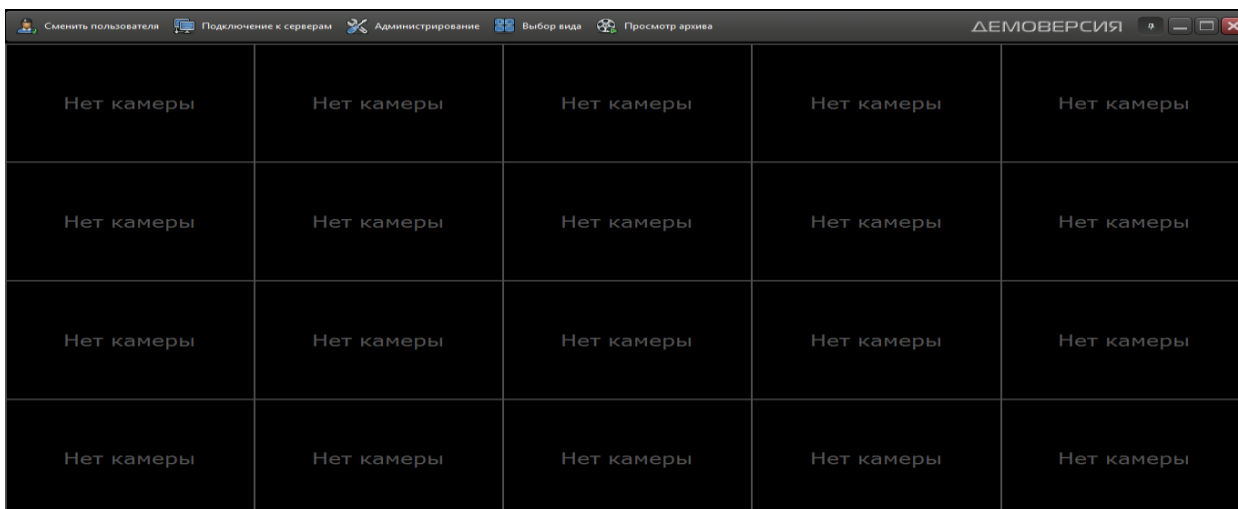 Сменить пользователя Подключение к серверам Администрирование Выбор вида Просмотр архива ДЕМОВЕРСИЯ
Нет камеры Нет камеры Нет камеры Нет камеры Нет камеры
Нет камеры Нет камеры Нет камеры Нет камеры Нет камеры
Нет камеры Нет камеры Нет камеры Нет камеры Нет камеры
Нет камеры Нет камеры Нет камеры Нет камеры Нет камеры